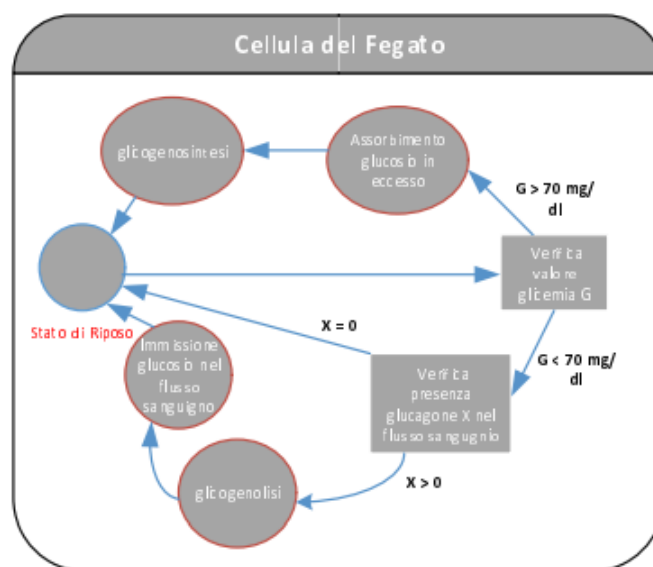 Cellula del Fegato
glicogenosintesi
Assorbimento
glucosio in
eccesso
G > 70 mg/
dl
Verifica
valore
glicemia G
Stato di Riposo
X = 0
G < 70 mg/
dl
Immissione
glucosio nel
flusso
sanguigno
Verifica
presenza
glucagone X nel
flusso sangugnio
X > 0
glicogenolisi